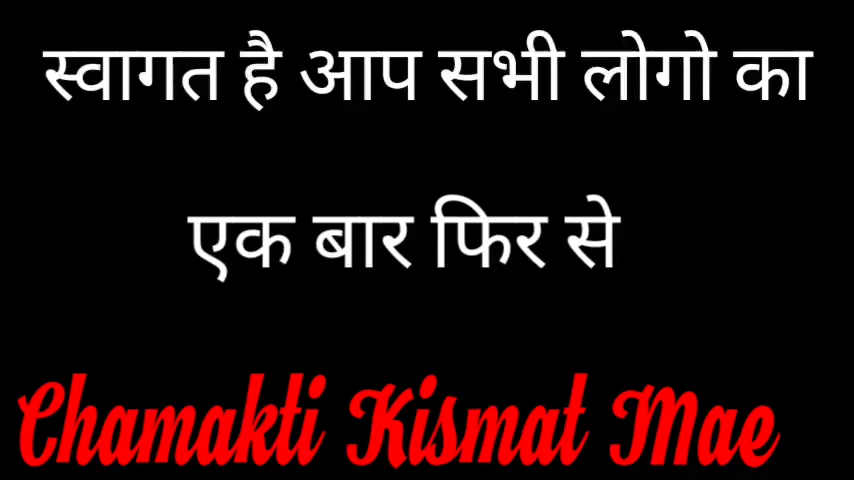 स्वागत है आप सभी लोगो का
एक बार फिर से
Chamakti Kismat Mae